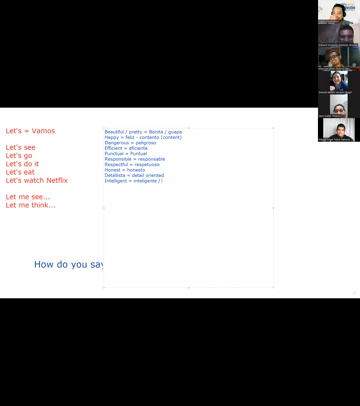 Let's = Vamos
Let's see
Let's go
Let's do it
Let's eat
Let's watch Netflix
Let me see...
Let me think...
Beautiful / pretty = Bonita / guapa
Happy = feliz - contento (content)
Dangerous = peligroso
Efficient = eficiente
Punctual = Puntual
Responsible = responsable
Respectful = respetuoso
Honest = honesto
Detallista = detail oriented
Intelligent = inteligente /
How do you say